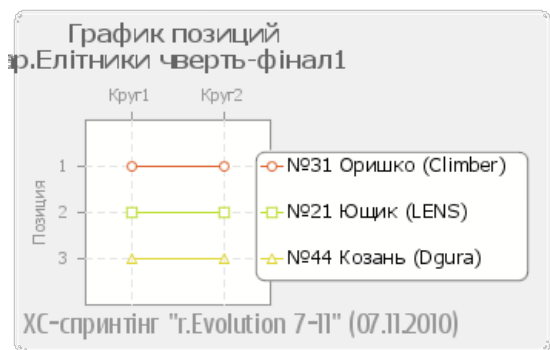 График позиций
р.Елітники чверть-фінал1
Круг1 Круг2
Позиция
1
2
3
№31 Оришко (Climber)
№21 Ющик (LENS)
№44 Козань (Dgura)
XC-спринтінг "r.Evolution 7-11" (07.11.2010)